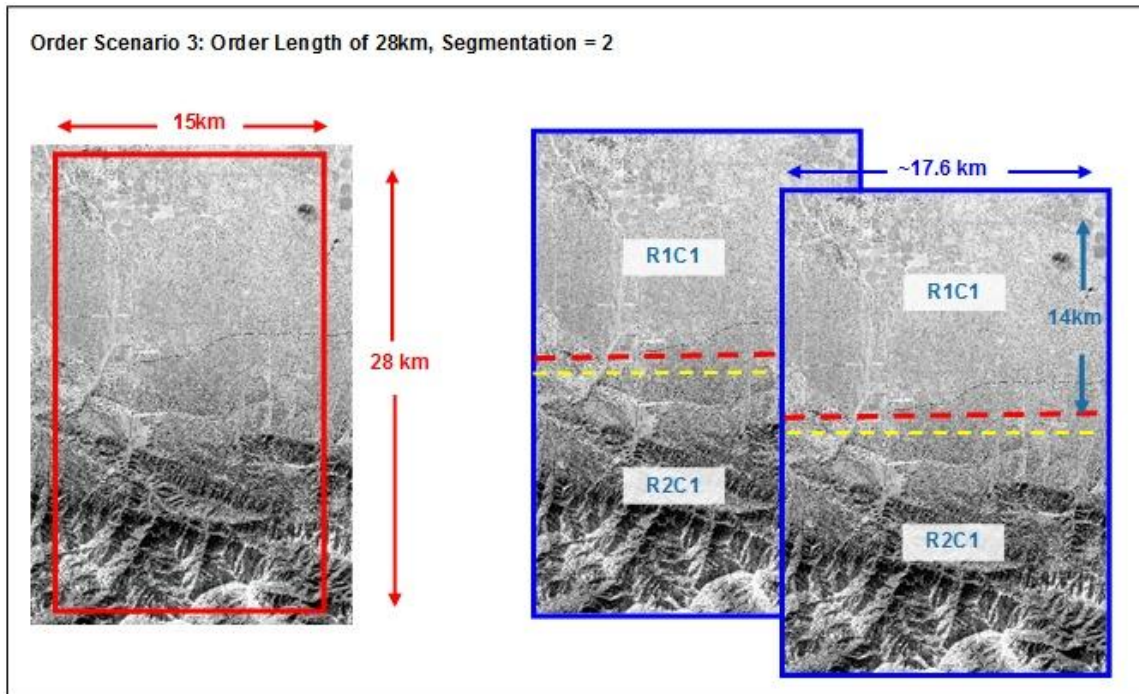 Order Scenario 3: Order Length of 28km, Segmentation = 2
15km
28 km
R1C1
R2C1
~17.6 km
R1C1
14km
R2C1